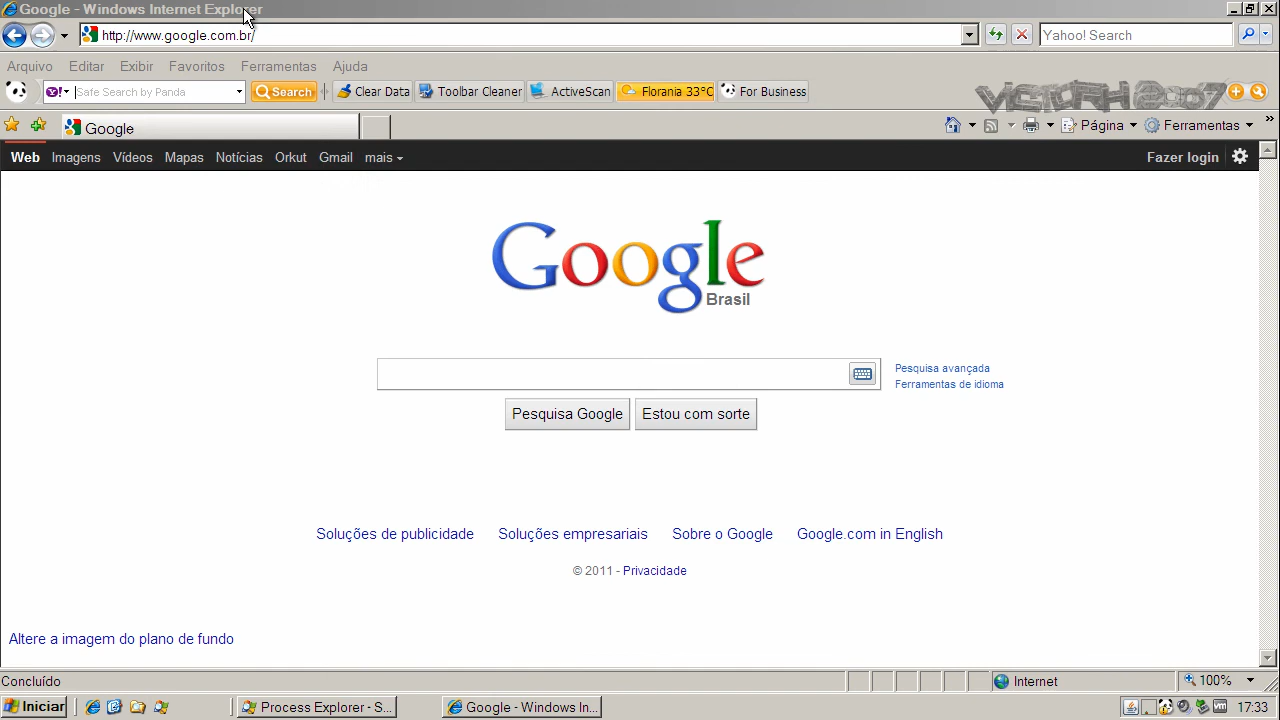 Google - Windows Internet Explorer
http://www.google.com.br/
Yahoo! Search
Arquivo Editar Exibir Favoritos Ferramentas Ajuda
Y! Safe Search by Panda Search Clear Data Toolbar Cleaner ActiveScan Florania 33°C For Business
VICTORH 2007
Google
Página Ferramentas
Web Imagens Vídeos Mapas Notícias Orkut Gmail mais Fazer login
Google
Brasil
Pesquisa avançada
Ferramentas de idioma
Pesquisa Google Estou com sorte
Soluções de publicidade Soluções empresariais Sobre o Google Google.com in English
© 2011 - Privacidade
Altere a imagem do plano de fundo
Concluído Internet 100%
Iniciar Process Explorer - S... Google - Windows In... 17:33